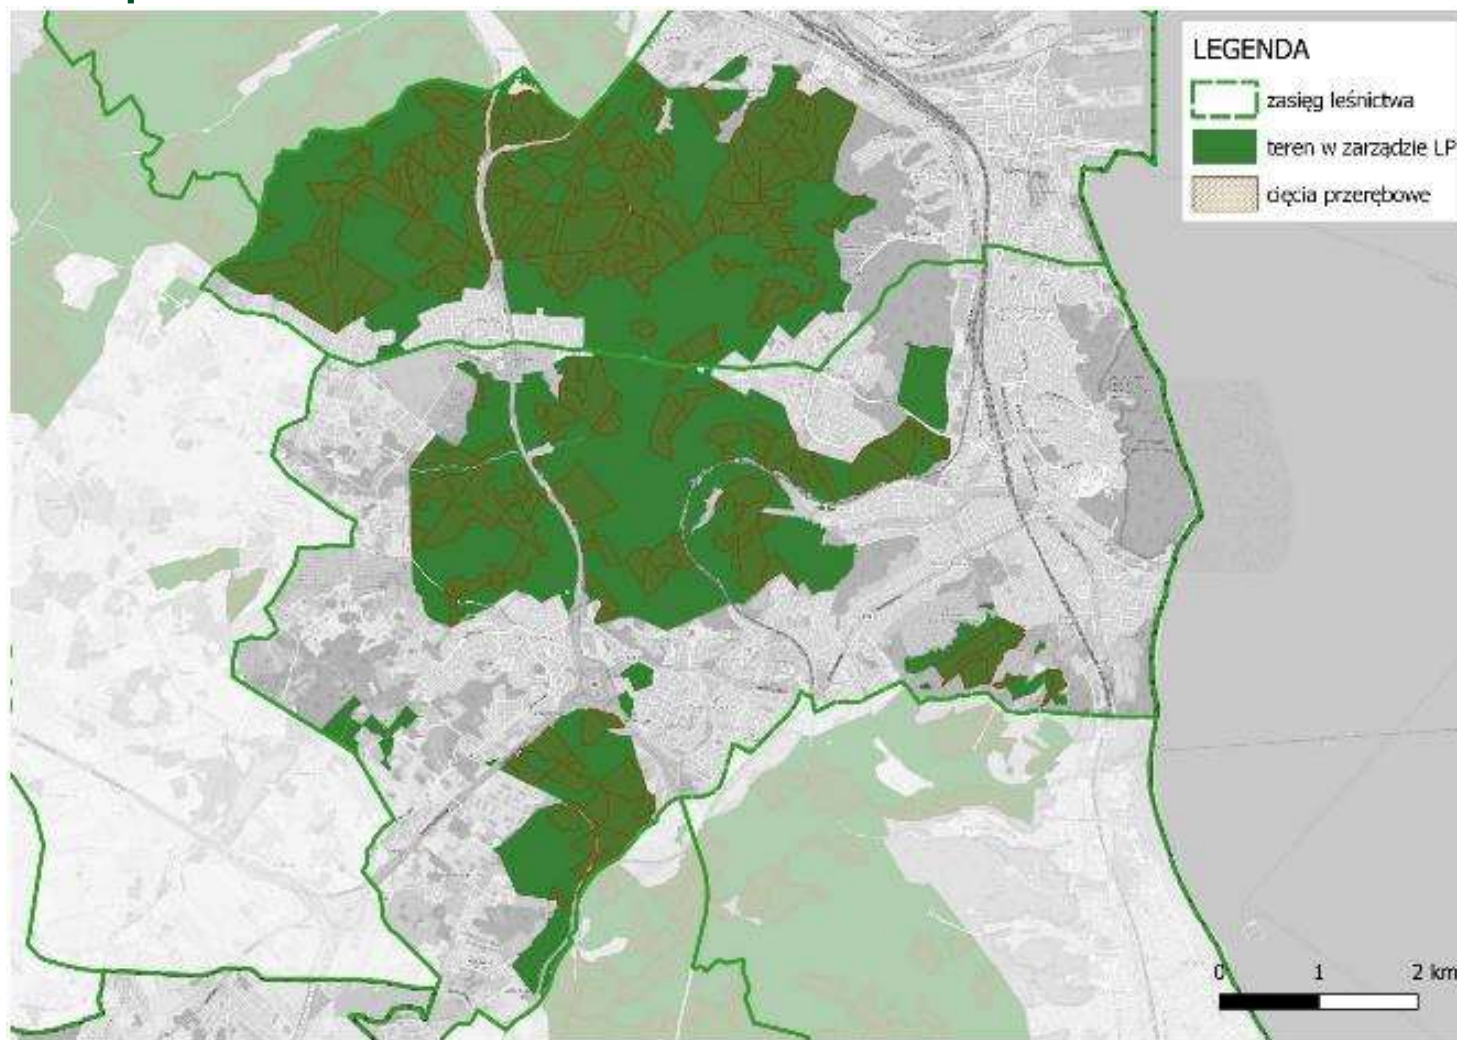 LEGENDA
zasięg leśnictwa
teren w zarządzie LP
cięcia przerębowe
0 1 2 km